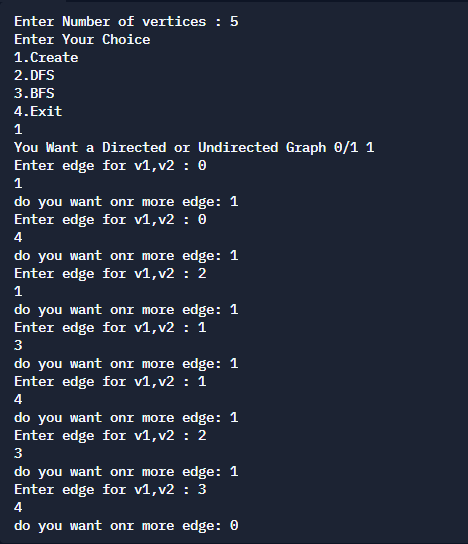 Enter Number of vertices : 5
Enter Your Choice
1.Create
2.DFS
3.BFS
4.Exit
1
You Want a Directed or Undirected Graph 0/1 1
Enter edge for v1,v2 : 0
1
do you want onr more edge: 1
Enter edge for v1,v2 : 0
4
do you want onr more edge: 1
Enter edge for v1,v2 : 2
1
do you want onr more edge: 1
Enter edge for v1,v2 : 1
3
do you want onr more edge: 1
Enter edge for v1,v2 : 1
4
do you want onr more edge: 1
Enter edge for v1,v2 : 2
3
do you want onr more edge: 1
Enter edge for v1,v2 : 3
4
do you want onr more edge: 0